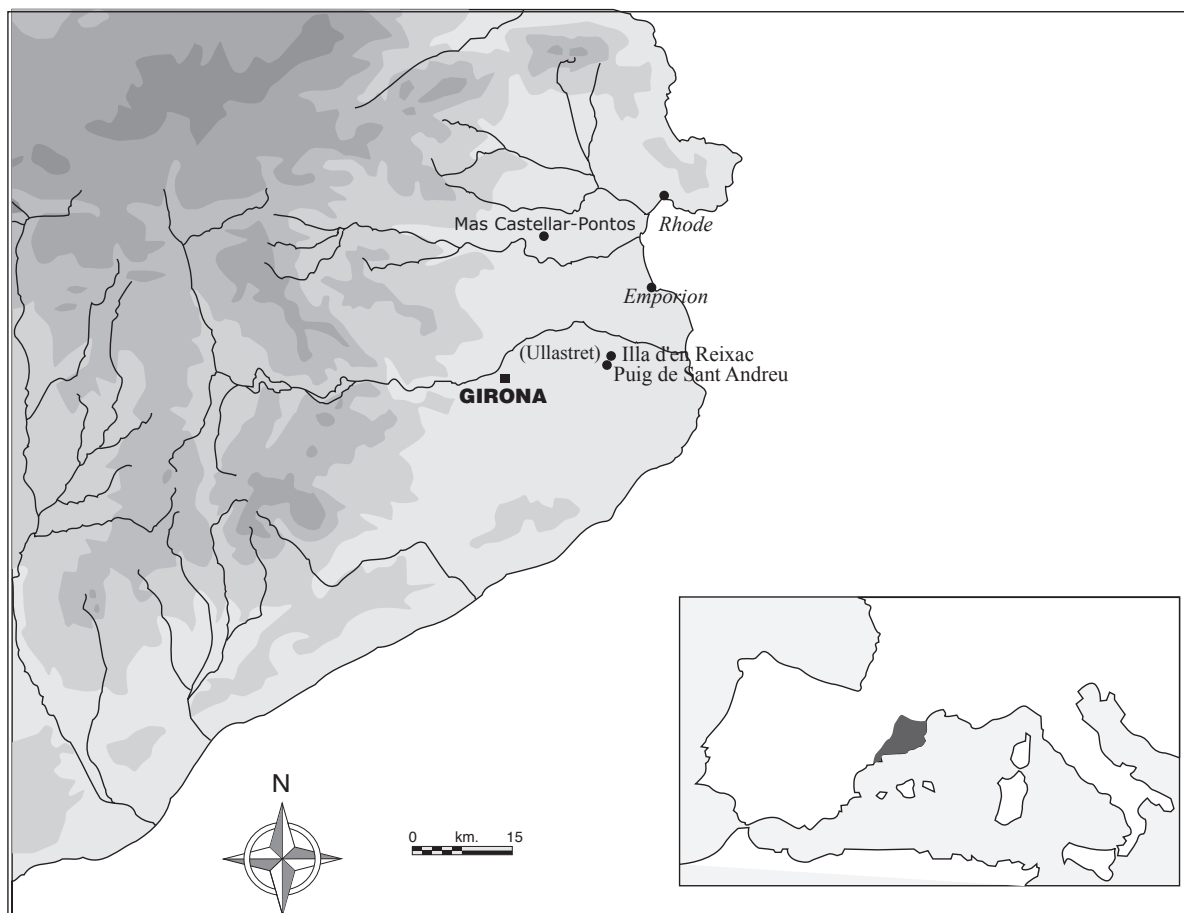 Mas Castellar-Pontos
Rhode
Emporion
(Ullastret)
Illa d'en Reixac
Puig de Sant Andreu
GIRONA
N
0 km. 15